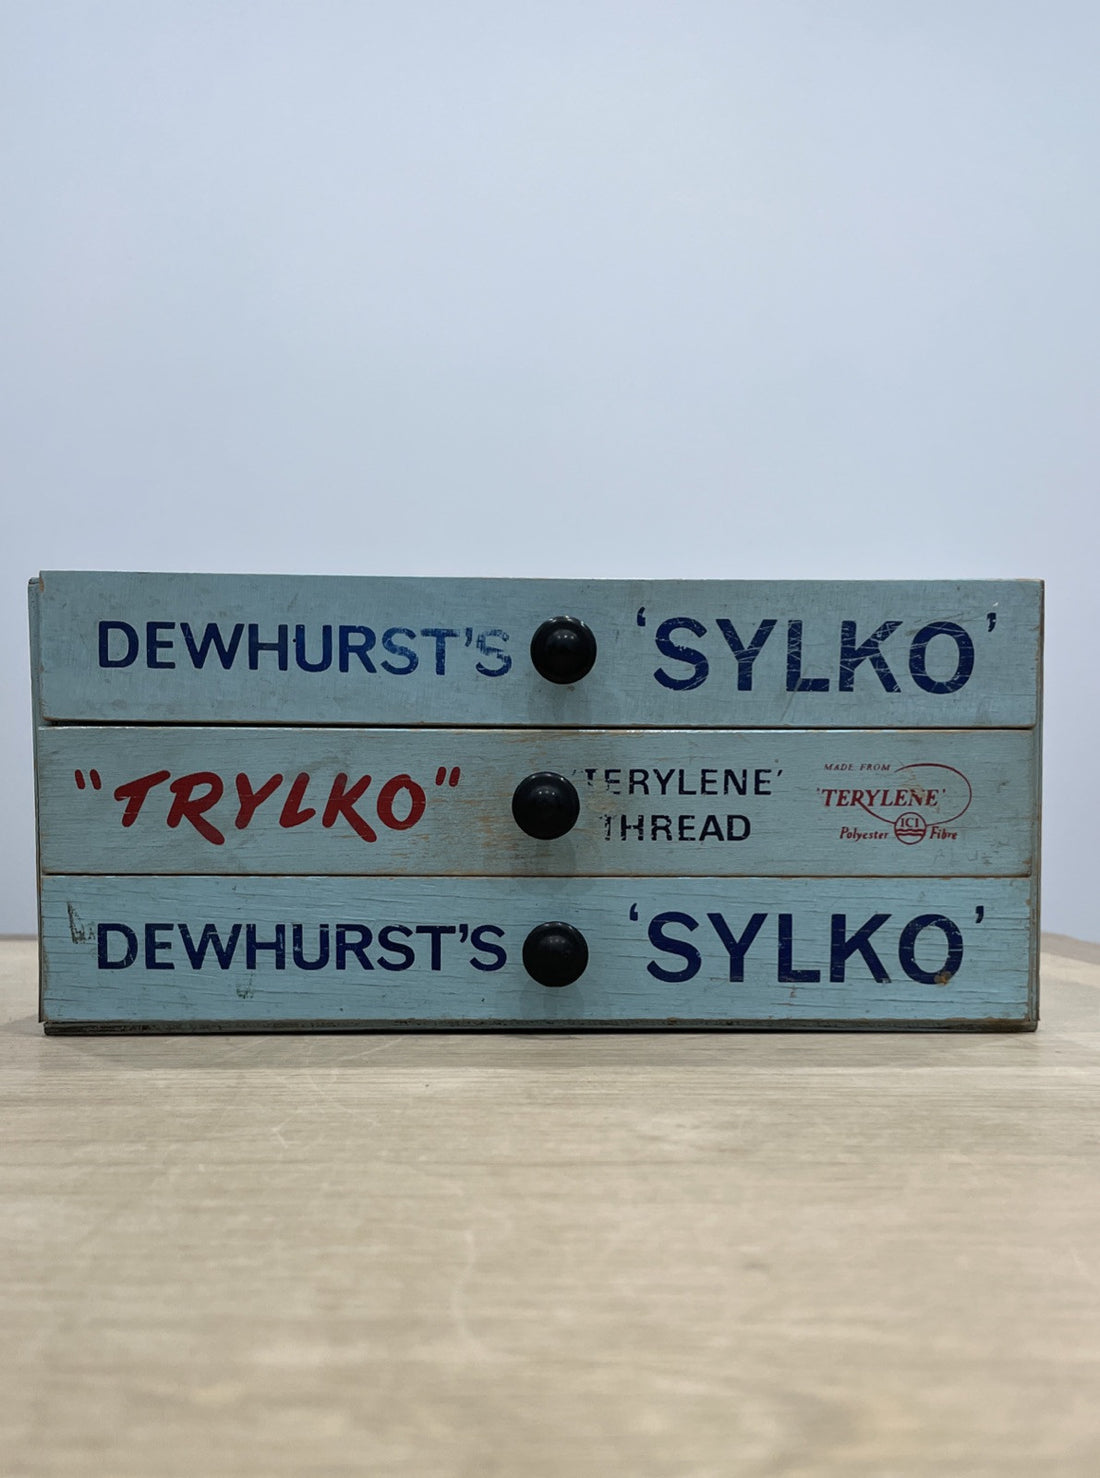 DEWHURST'S 'SYLKO'
"TRYLKO" 'TERYLENE'
THREAD
MADE FROM
'TERYLENE'
ICI
Polyester Fibre
DEWHURST'S 'SYLKO'